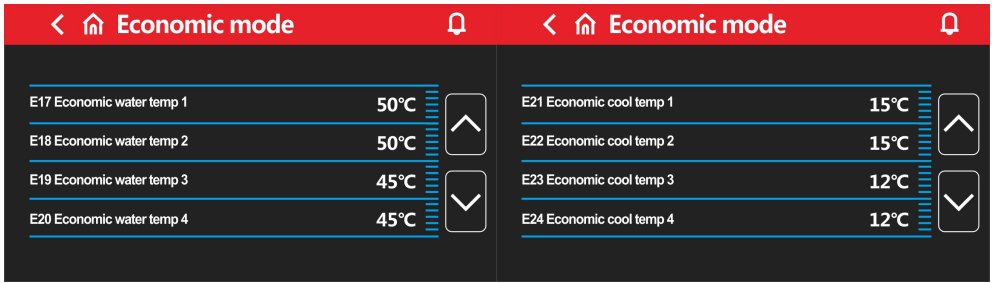 Economic mode
E17 Economic water temp 1 50℃
E18 Economic water temp 2 50℃
E19 Economic water temp 3 45℃
E20 Economic water temp 4 45℃
Economic mode
E21 Economic cool temp 1 15℃
E22 Economic cool temp 2 15℃
E23 Economic cool temp 3 12℃
E24 Economic cool temp 4 12℃